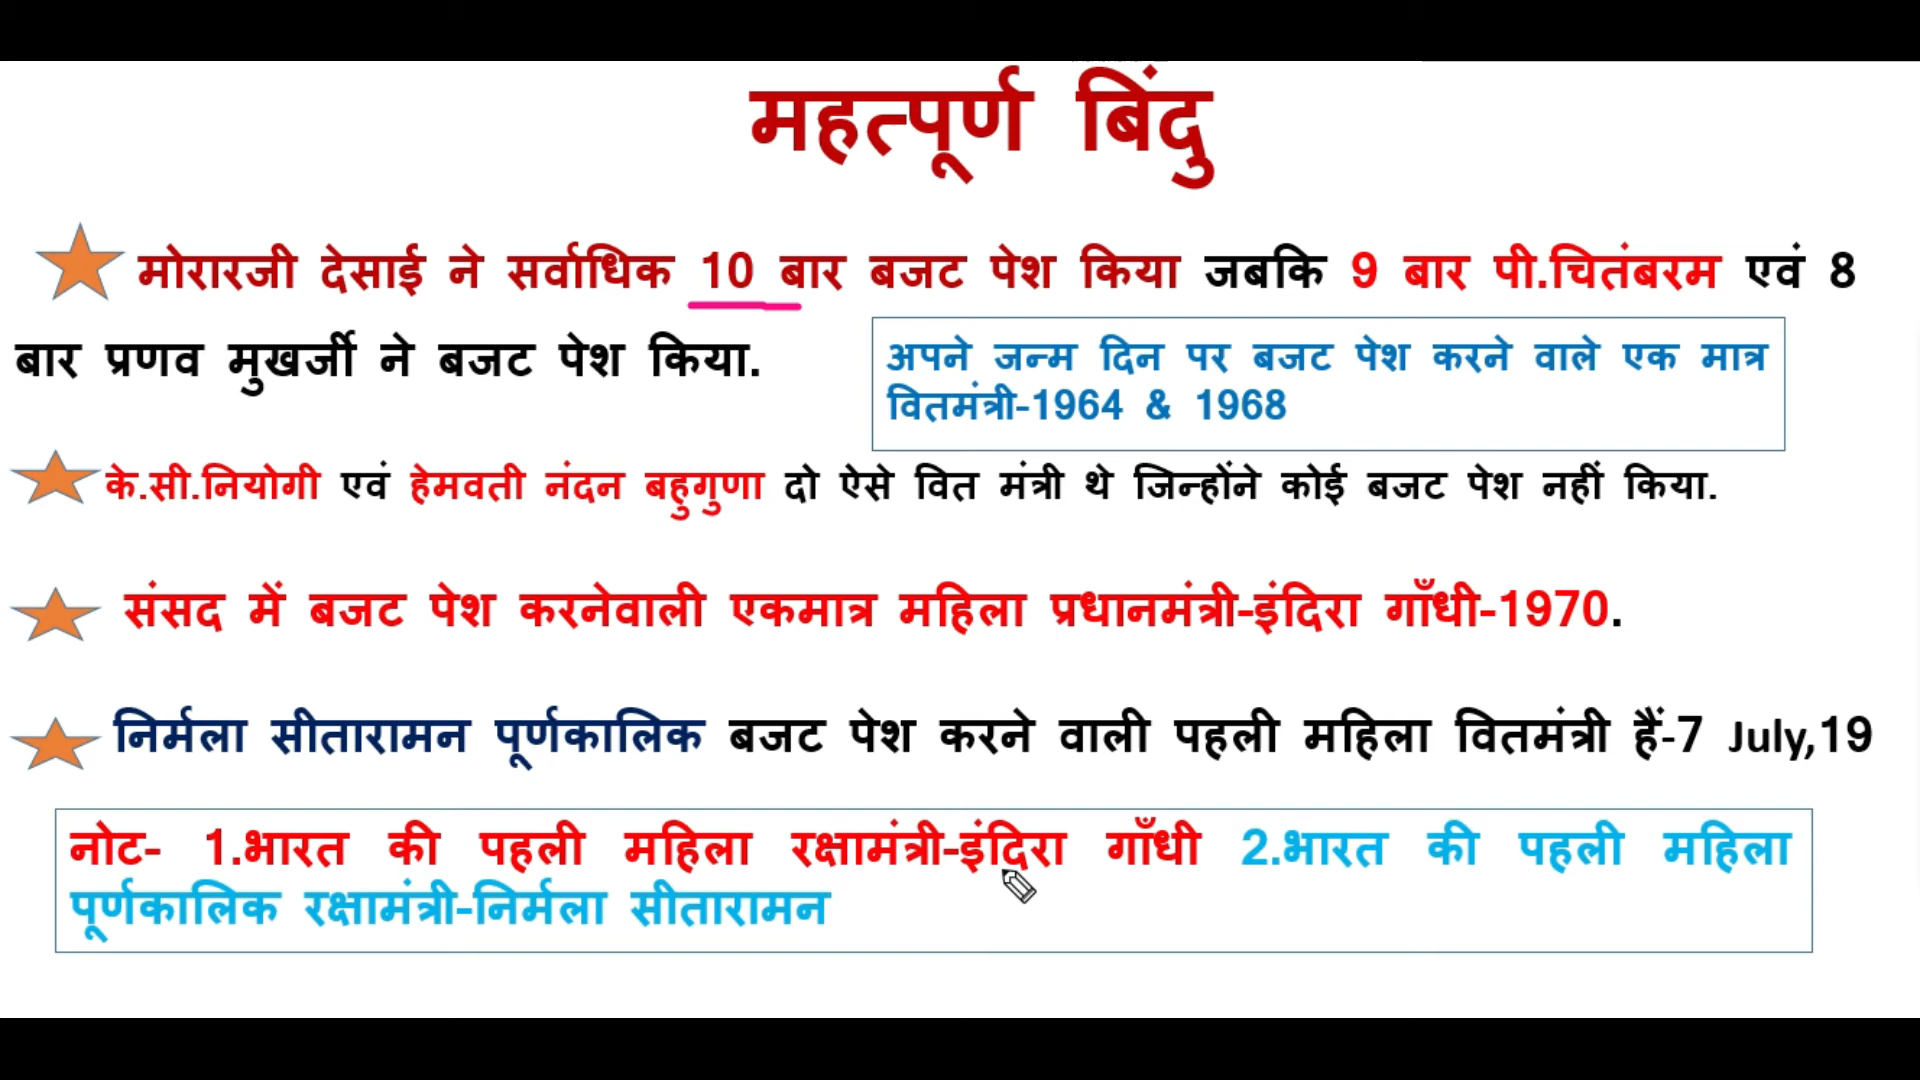 महत्पूर्ण बिंदु
मोरारजी देसाई ने सर्वाधिक 10 बार बजट पेश किया जबकि 9 बार पी.चितंबरम एवं 8
बार प्रणव मुखर्जी ने बजट पेश किया.
अपने जन्म दिन पर बजट पेश करने वाले एक मात्र
वितमंत्री-1964 & 1968
के.सी.नियोगी एवं हेमवती नंदन बहुगुणा दो ऐसे वित मंत्री थे जिन्होंने कोई बजट पेश नहीं किया.
संसद में बजट पेश करनेवाली एकमात्र महिला प्रधानमंत्री-इंदिरा गाँधी-1970.
निर्मला सीतारामन पूर्णकालिक बजट पेश करने वाली पहली महिला वितमंत्री हैं-7 July,19
नोट- 1.भारत की पहली महिला रक्षामंत्री-इंदिरा गाँधी 2.भारत की पहली महिला
पूर्णकालिक रक्षामंत्री-निर्मला सीतारामन